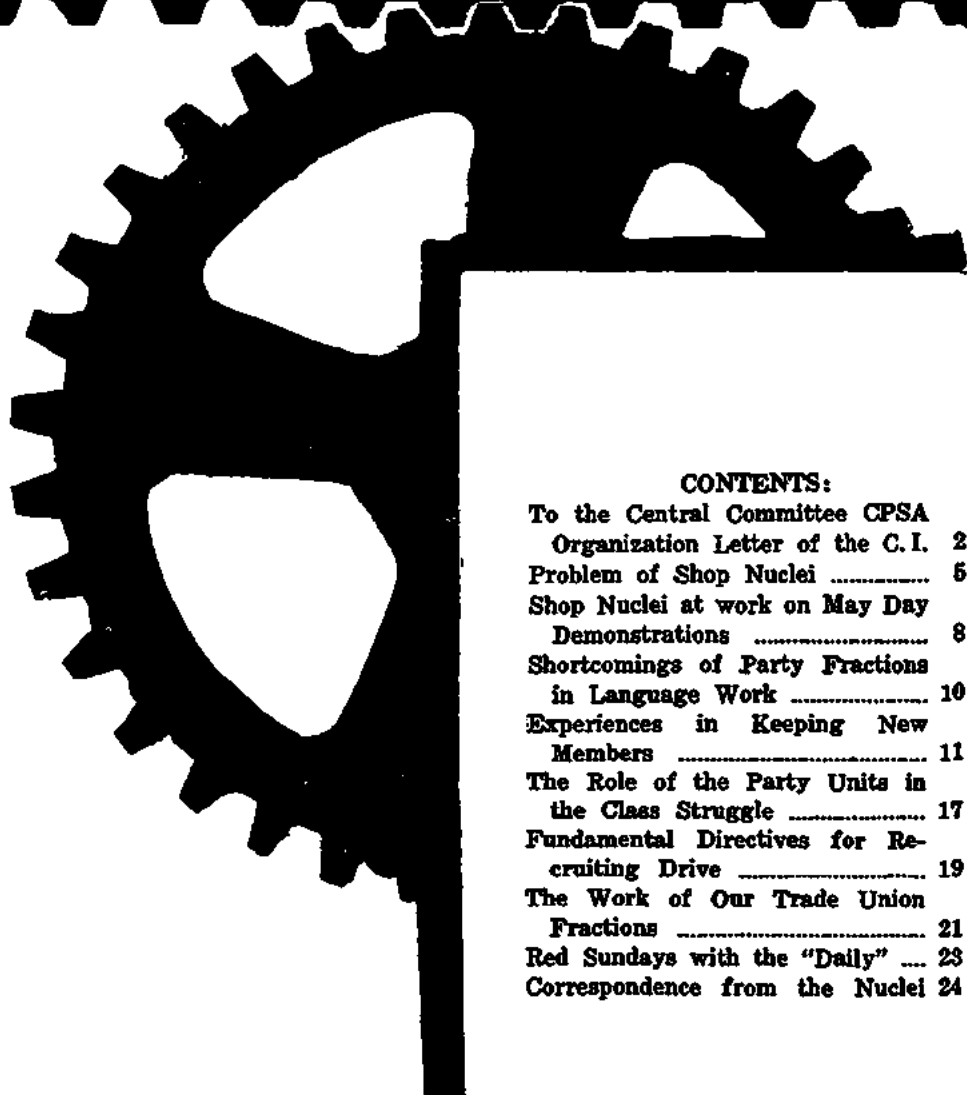 CONTENTS:
To the Central Committee CPSA
Organization Letter of the C. I. 2
Problem of Shop Nuclei ................ 5
Shop Nuclei at work on May Day
Demonstrations ............................ 8
Shortcomings of Party Fractions
in Language Work ...................... 10
Experiences in Keeping New
Members ........................................ 11
The Role of the Party Units in
the Class Struggle ...................... 17
Fundamental Directives for Re-
cruiting Drive .............................. 19
The Work of Our Trade Union
Fractions ........................................ 21
Red Sundays with the "Daily" .... 23
Correspondence from the Nuclei 24